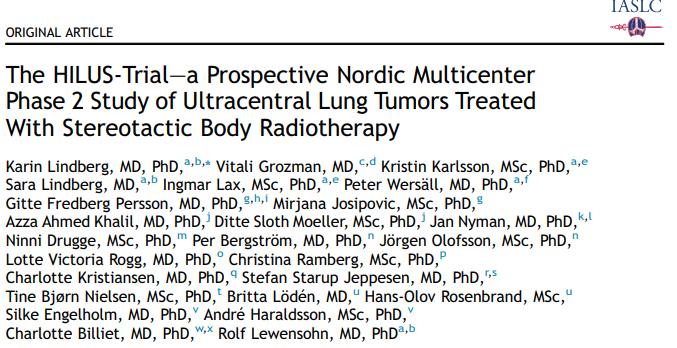 IASLC
ORIGINAL ARTICLE
The HILUS-Trial—a Prospective Nordic Multicenter
Phase 2 Study of Ultracentral Lung Tumors Treated
With Stereotactic Body Radiotherapy
Karin Lindberg, MD, PhD,a,b,* Vitali Grozman, MD,c,d Kristin Karlsson, MSc, PhD,a,e
Sara Lindberg, MD,a,b Ingmar Lax, MSc, PhD,a,e Peter Wersäll, MD, PhD,a,f
Gitte Fredberg Persson, MD, PhD,g,h,i Mirjana Josipovic, MSc, PhD,g
Azza Ahmed Khalil, MD, PhD,j Ditte Sloth Moeller, MSc, PhD,j Jan Nyman, MD, PhD,k,l
Ninni Drugge, MSc, PhD,m Per Bergström, MD, PhD,n Jörgen Olofsson, MSc, PhD,n
Lotte Victoria Rogg, MD, PhD,o Christina Ramberg, MSc, PhD,p
Charlotte Kristiansen, MD, PhD,q Stefan Starup Jeppesen, MD, PhD,r,s
Tine Bjørn Nielsen, MSc, PhD,t Britta Lödén, MD,u Hans-Olov Rosenbrand, MSc,u
Silke Engelholm, MD, PhD,v André Haraldsson, MSc, PhD,v
Charlotte Billiet, MD, PhD,w,x Rolf Lewensohn, MD, PhDa,b